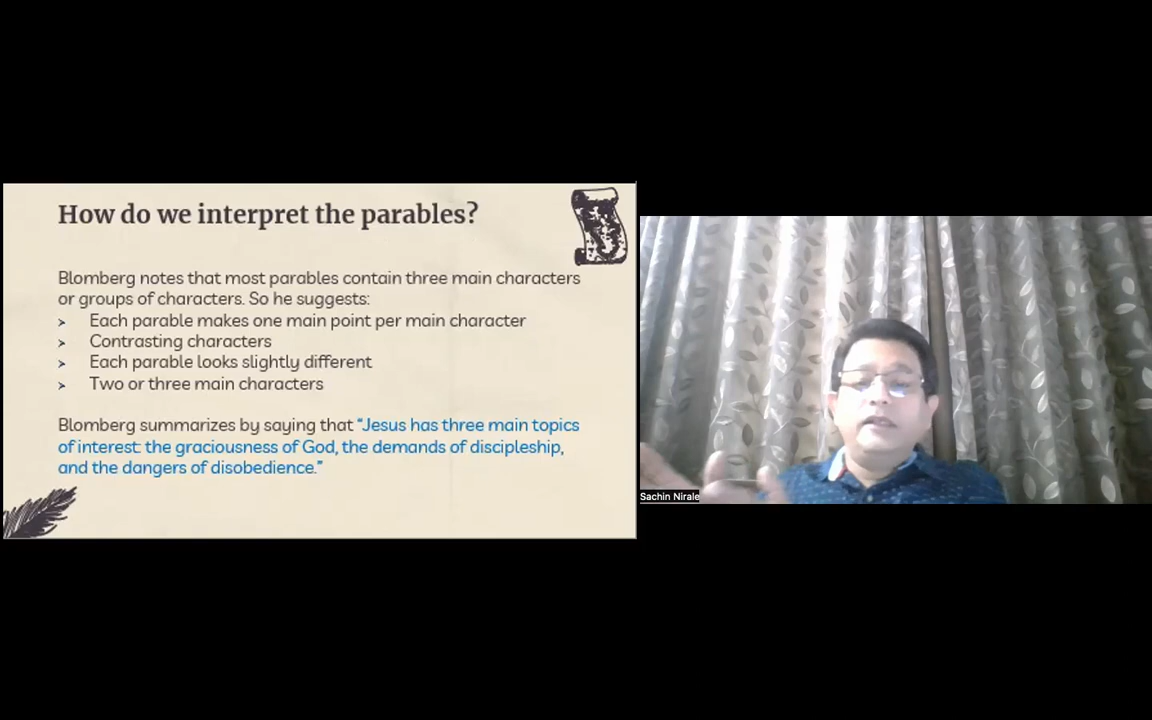 How do we interpret the parables?
Blomberg notes that most parables contain three main characters
or groups of characters. So he suggests:
➢ Each parable makes one main point per main character
➢ Contrasting characters
➢ Each parable looks slightly different
➢ Two or three main characters
Blomberg summarizes by saying that “Jesus has three main topics
of interest: the graciousness of God, the demands of discipleship,
and the dangers of disobedience.”
Sachin Nirale